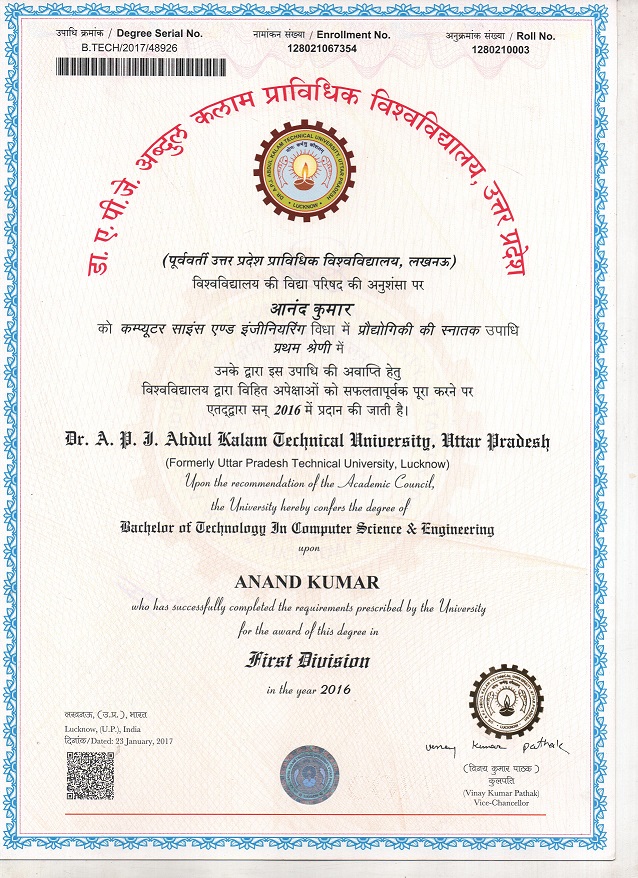 उपाधि क्रमांक / Degree Serial No.
B.TECH/2017/48926
नामांकन संख्या / Enrollment No.
128021067354
अनुक्रमांक संख्या / Roll No.
1280210003
डा. ए. पी.जे. अब्दुल कलाम प्राविधिक विश्वविद्यालय, उत्तर प्रदेश
DR. A.P.J. ABDUL KALAM TECHNICAL UNIVERSITY, UTTAR PRADESH
LUCKNOW
(पूर्ववर्ती उत्तर प्रदेश प्राविधिक विश्वविद्यालय, लखनऊ)
विश्वविद्यालय की विद्या परिषद की अनुशंसा पर
आनंद कुमार
को कम्प्यूटर साइंस एण्ड इंजीनियरिंग विधा में प्रौद्योगिकी की स्नातक उपाधि
प्रथम श्रेणी में
उनके द्वारा इस उपाधि की अवाप्ति हेतु
विश्वविद्यालय द्वारा विहित अपेक्षाओं को सफलतापूर्वक पूरा करने पर
एतद्द्वारा सन् 2016 में प्रदान की जाती है।
Dr. A. P. J. Abdul Kalam Technical University, Uttar Pradesh
(Formerly Uttar Pradesh Technical University, Lucknow)
Upon the recommendation of the Academic Council,
the University hereby confers the degree of
Bachelor of Technology In Computer Science & Engineering
upon
ANAND KUMAR
who has successfully completed the requirements prescribed by the University
for the award of this degree in
First Division
in the year 2016
लखनऊ, (उ.प्र.), भारत
Lucknow, (U.P.), India
दिनांक/Dated: 23 January, 2017
vinay kumar pathak
(विनय कुमार पाठक)
कुलपति
(Vinay Kumar Pathak)
Vice-Chancellor